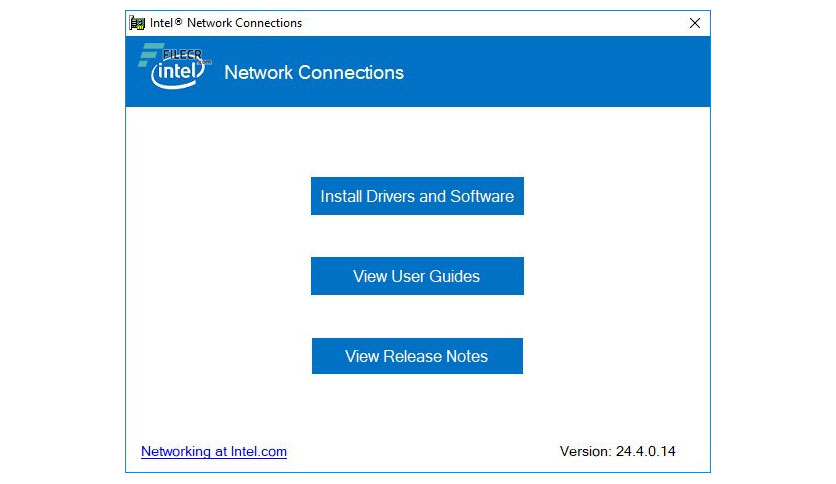 Intel® Network Connections
FILECR
.com
intel
Network Connections
Install Drivers and Software
View User Guides
View Release Notes
Networking at Intel.com
Version: 24.4.0.14